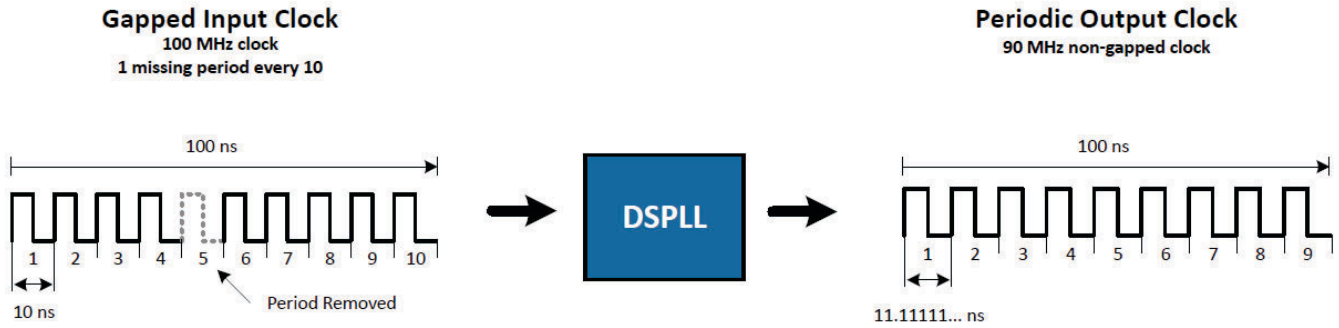 Gapped Input Clock
100 MHz clock
1 missing period every 10
100 ns
1 2 3 4 5 6 7 8 9 10
10 ns
Period Removed
DSPLL
Periodic Output Clock
90 MHz non-gapped clock
100 ns
1 2 3 4 5 6 7 8 9
11.11111... ns